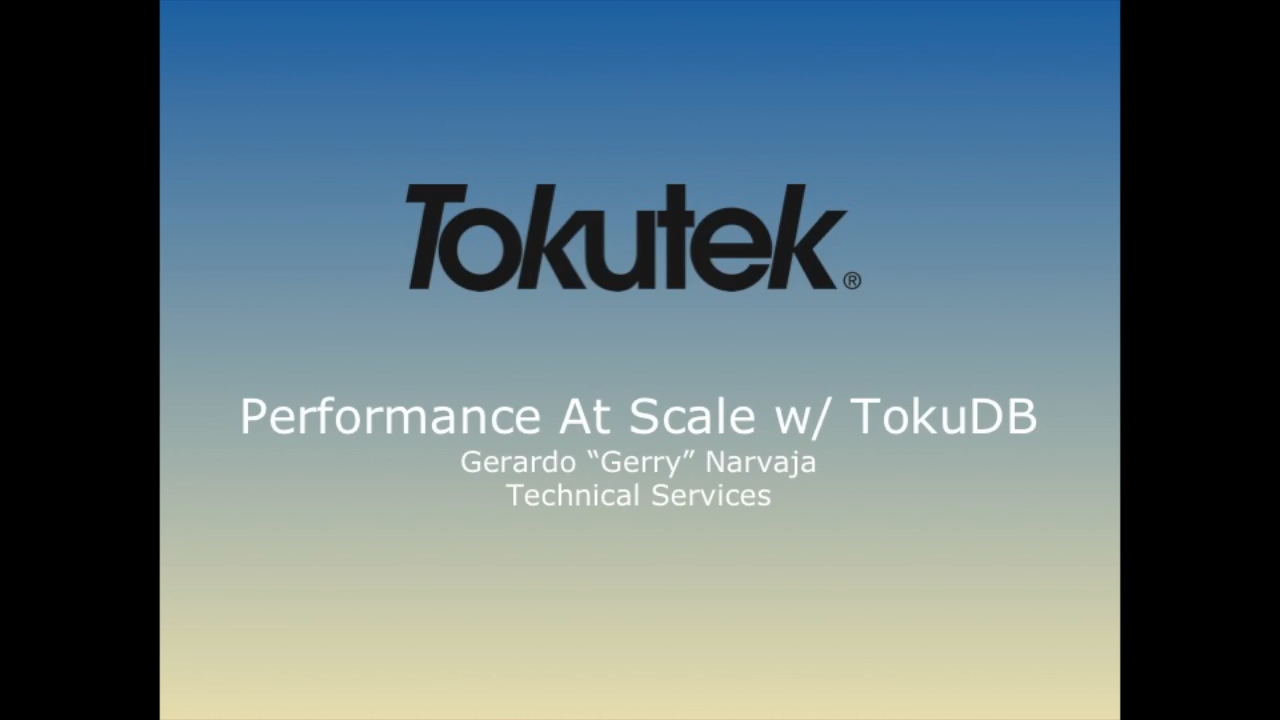 Tokutek®
Performance At Scale w/ TokuDB
Gerardo “Gerry” Narvaja
Technical Services